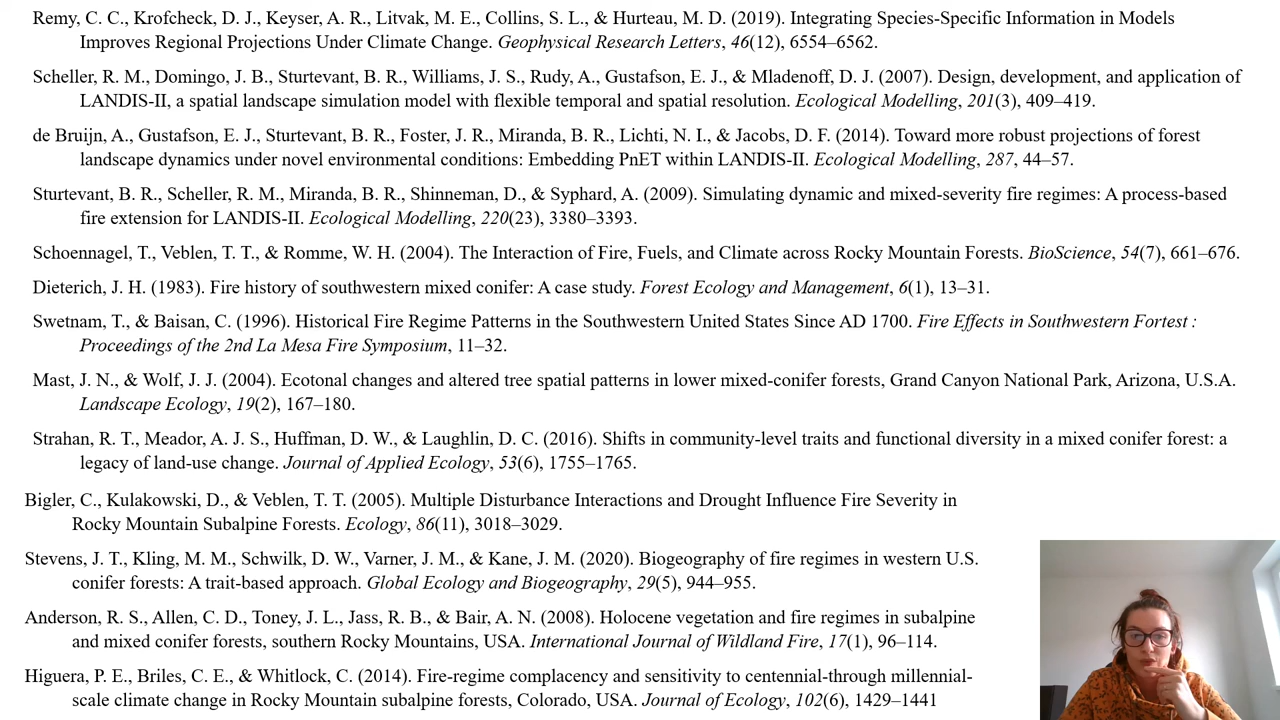 Remy, C. C., Krofcheck, D. J., Keyser, A. R., Litvak, M. E., Collins, S. L., & Hurteau, M. D. (2019). Integrating Species-Specific Information in Models
Improves Regional Projections Under Climate Change. Geophysical Research Letters, 46(12), 6554–6562.
Scheller, R. M., Domingo, J. B., Sturtevant, B. R., Williams, J. S., Rudy, A., Gustafson, E. J., & Mladenoff, D. J. (2007). Design, development, and application of
LANDIS-II, a spatial landscape simulation model with flexible temporal and spatial resolution. Ecological Modelling, 201(3), 409–419.
de Bruijn, A., Gustafson, E. J., Sturtevant, B. R., Foster, J. R., Miranda, B. R., Lichti, N. I., & Jacobs, D. F. (2014). Toward more robust projections of forest
landscape dynamics under novel environmental conditions: Embedding PnET within LANDIS-II. Ecological Modelling, 287, 44–57.
Sturtevant, B. R., Scheller, R. M., Miranda, B. R., Shinneman, D., & Syphard, A. (2009). Simulating dynamic and mixed-severity fire regimes: A process-based
fire extension for LANDIS-II. Ecological Modelling, 220(23), 3380–3393.
Schoennagel, T., Veblen, T. T., & Romme, W. H. (2004). The Interaction of Fire, Fuels, and Climate across Rocky Mountain Forests. BioScience, 54(7), 661–676.
Dieterich, J. H. (1983). Fire history of southwestern mixed conifer: A case study. Forest Ecology and Management, 6(1), 13–31.
Swetnam, T., & Baisan, C. (1996). Historical Fire Regime Patterns in the Southwestern United States Since AD 1700. Fire Effects in Southwestern Fortest :
Proceedings of the 2nd La Mesa Fire Symposium, 11–32.
Mast, J. N., & Wolf, J. J. (2004). Ecotonal changes and altered tree spatial patterns in lower mixed-conifer forests, Grand Canyon National Park, Arizona, U.S.A.
Landscape Ecology, 19(2), 167–180.
Strahan, R. T., Meador, A. J. S., Huffman, D. W., & Laughlin, D. C. (2016). Shifts in community-level traits and functional diversity in a mixed conifer forest: a
legacy of land-use change. Journal of Applied Ecology, 53(6), 1755–1765.
Bigler, C., Kulakowski, D., & Veblen, T. T. (2005). Multiple Disturbance Interactions and Drought Influence Fire Severity in
Rocky Mountain Subalpine Forests. Ecology, 86(11), 3018–3029.
Stevens, J. T., Kling, M. M., Schwilk, D. W., Varner, J. M., & Kane, J. M. (2020). Biogeography of fire regimes in western U.S.
conifer forests: A trait-based approach. Global Ecology and Biogeography, 29(5), 944–955.
Anderson, R. S., Allen, C. D., Toney, J. L., Jass, R. B., & Bair, A. N. (2008). Holocene vegetation and fire regimes in subalpine
and mixed conifer forests, southern Rocky Mountains, USA. International Journal of Wildland Fire, 17(1), 96–114.
Higuera, P. E., Briles, C. E., & Whitlock, C. (2014). Fire-regime complacency and sensitivity to centennial-through millennial-
scale climate change in Rocky Mountain subalpine forests, Colorado, USA. Journal of Ecology, 102(6), 1429–1441